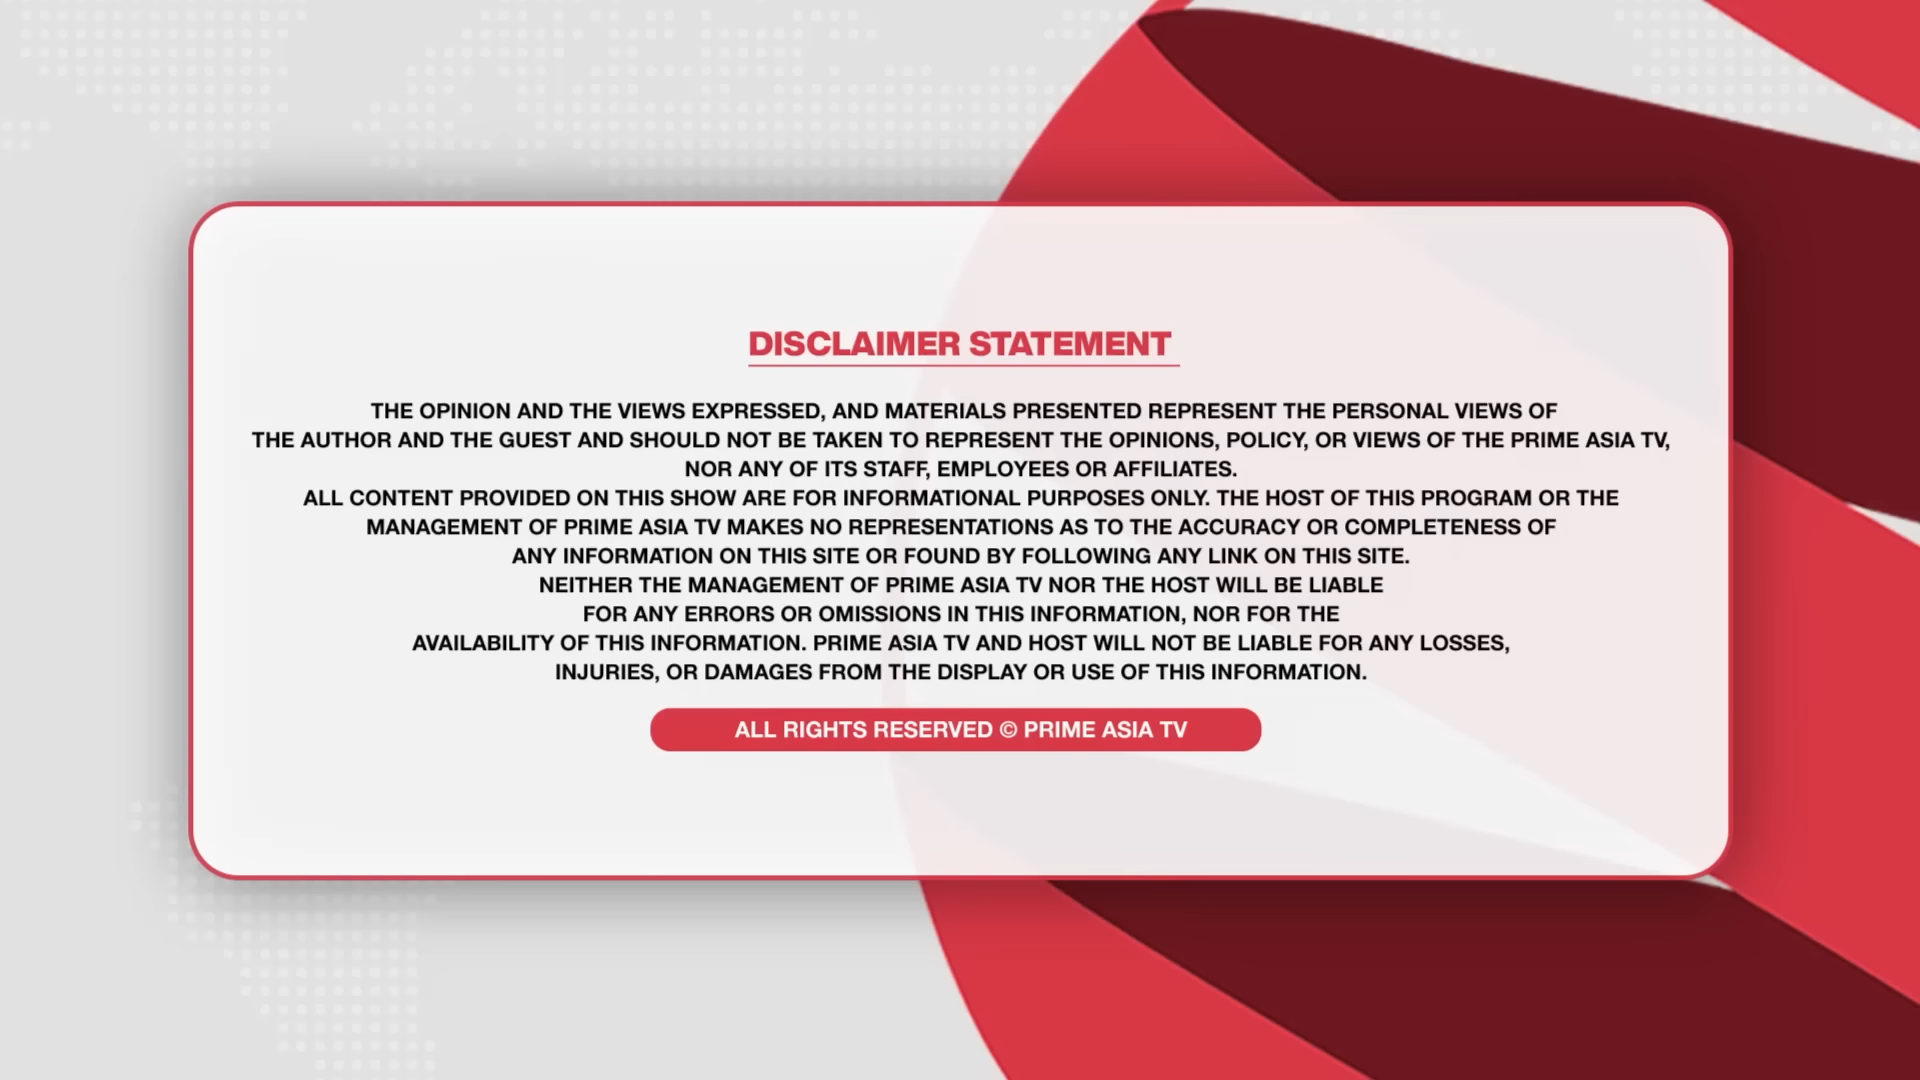 DISCLAIMER STATEMENT
THE OPINION AND THE VIEWS EXPRESSED, AND MATERIALS PRESENTED REPRESENT THE PERSONAL VIEWS OF
THE AUTHOR AND THE GUEST AND SHOULD NOT BE TAKEN TO REPRESENT THE OPINIONS, POLICY, OR VIEWS OF THE PRIME ASIA TV,
NOR ANY OF ITS STAFF, EMPLOYEES OR AFFILIATES.
ALL CONTENT PROVIDED ON THIS SHOW ARE FOR INFORMATIONAL PURPOSES ONLY. THE HOST OF THIS PROGRAM OR THE
MANAGEMENT OF PRIME ASIA TV MAKES NO REPRESENTATIONS AS TO THE ACCURACY OR COMPLETENESS OF
ANY INFORMATION ON THIS SITE OR FOUND BY FOLLOWING ANY LINK ON THIS SITE.
NEITHER THE MANAGEMENT OF PRIME ASIA TV NOR THE HOST WILL BE LIABLE
FOR ANY ERRORS OR OMISSIONS IN THIS INFORMATION, NOR FOR THE
AVAILABILITY OF THIS INFORMATION. PRIME ASIA TV AND HOST WILL NOT BE LIABLE FOR ANY LOSSES,
INJURIES, OR DAMAGES FROM THE DISPLAY OR USE OF THIS INFORMATION.
ALL RIGHTS RESERVED © PRIME ASIA TV